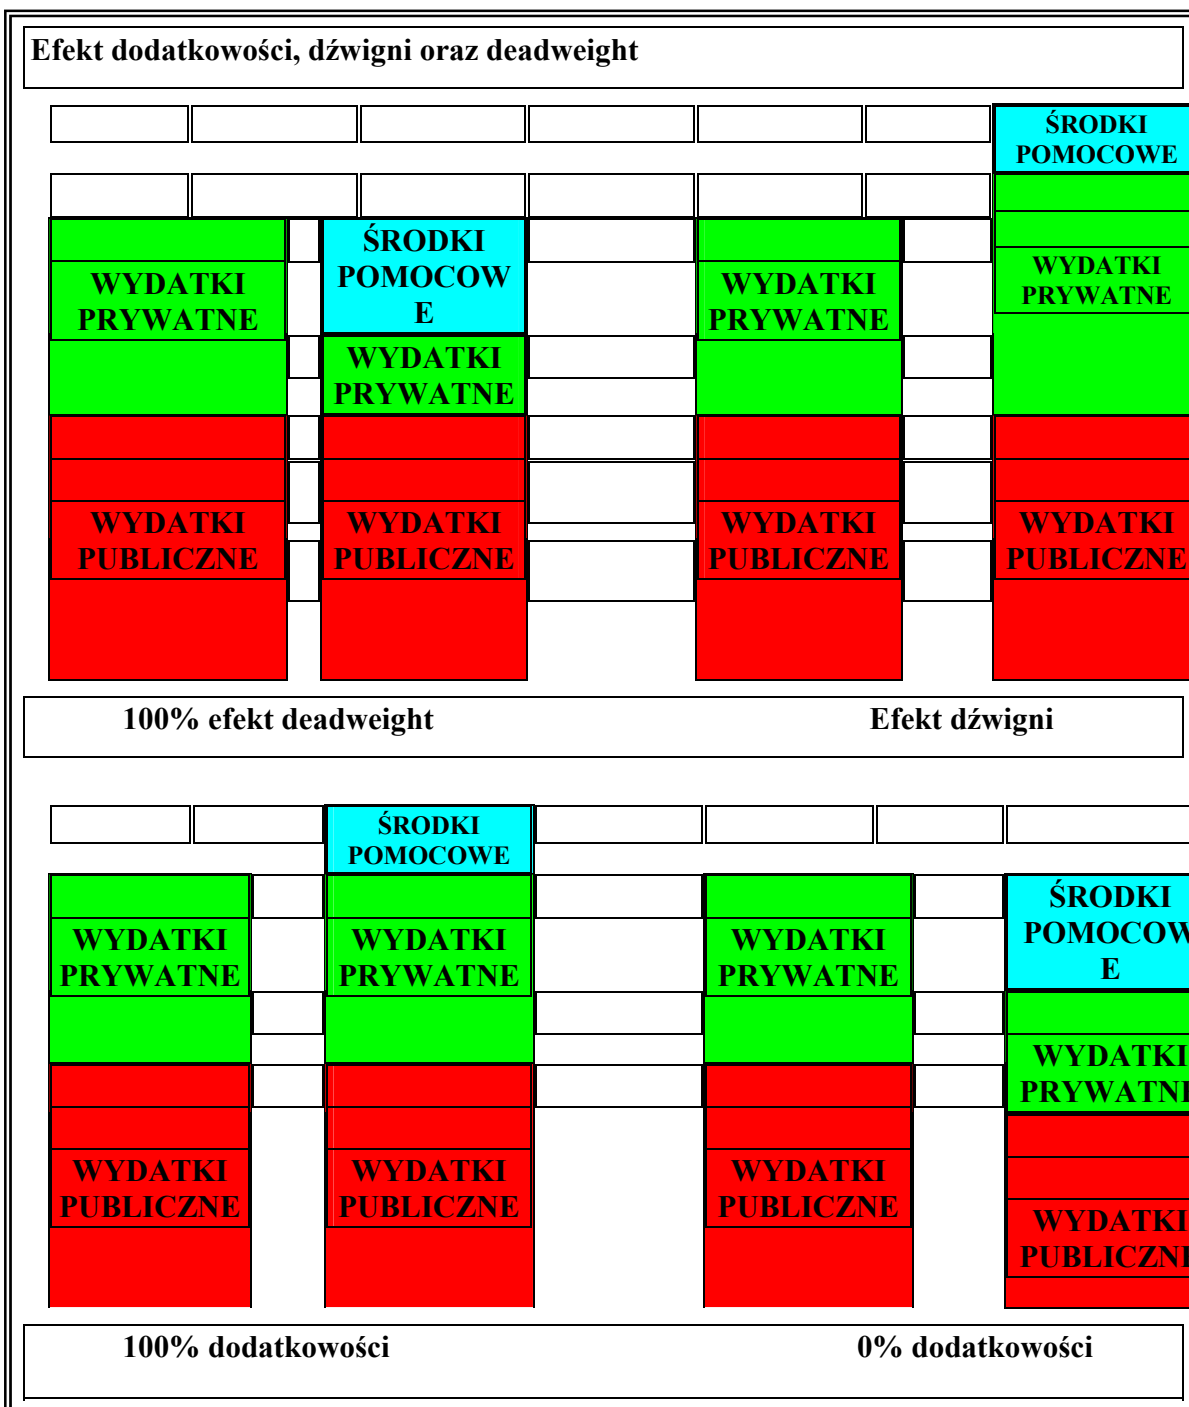 Efekt dodatkowości, dźwigni oraz deadweight
ŚRODKI
POMOCOWE
WYDATKI
PRYWATNE
ŚRODKI
POMOCOW
E
WYDATKI
PRYWATNE
WYDATKI
PRYWATNE
WYDATKI
PRYWATNE
WYDATKI
PUBLICZNE
WYDATKI
PUBLICZNE
WYDATKI
PUBLICZNE
WYDATKI
PUBLICZNE
100% efekt deadweight
Efekt dźwigni
ŚRODKI
POMOCOWE
WYDATKI
PRYWATNE
WYDATKI
PRYWATNE
WYDATKI
PRYWATNE
ŚRODKI
POMOCOW
E
WYDATKI
PRYWATNE
WYDATKI
PUBLICZNE
WYDATKI
PUBLICZNE
WYDATKI
PUBLICZNE
WYDATKI
PUBLICZNE
100% dodatkowości
0% dodatkowości